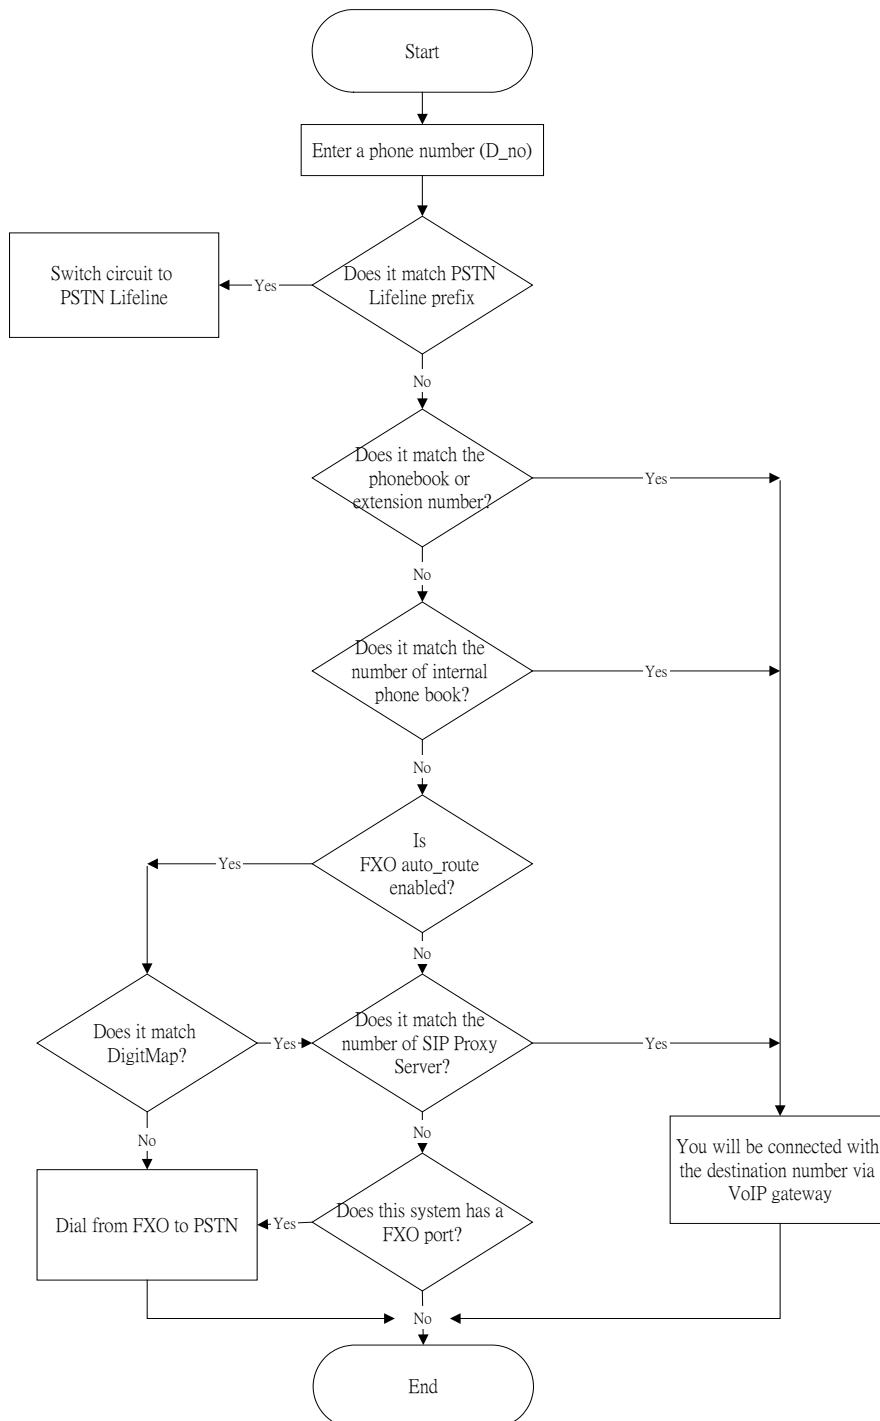 Start
Enter a phone number (D_no)
Does it match PSTN
Lifeline prefix
Yes
Switch circuit to
PSTN Lifeline
No
Does it match the
phonebook or
extension number?
Yes
No
Does it match the
number of internal
phone book?
Yes
No
Is
FXO auto_route
enabled?
Yes
No
Does it match
DigitMap?
Yes
Does it match the
number of SIP Proxy
Server?
Yes
No
No
You will be connected with
the destination number via
VoIP gateway
Dial from FXO to PSTN
Yes
Does this system has a
FXO port?
No
End